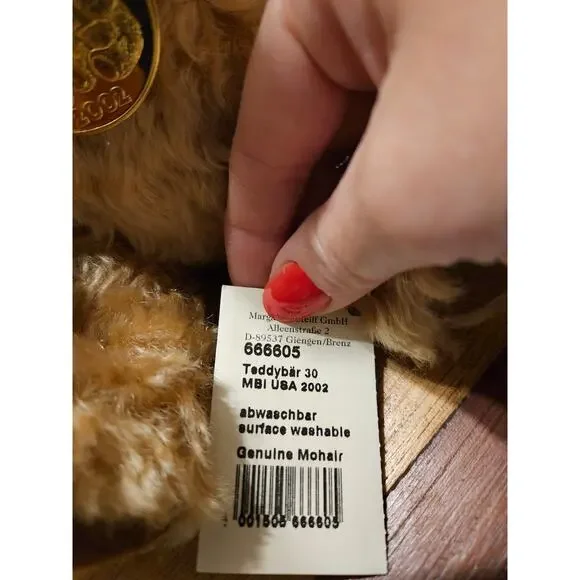 2002
GmbH
Alleenstraße 2
D-89537 Giengen/Brenz
666605
Teddybär 30
MBI USA 2002
abwaschbar
surface washable
Genuine Mohair
001505 666605